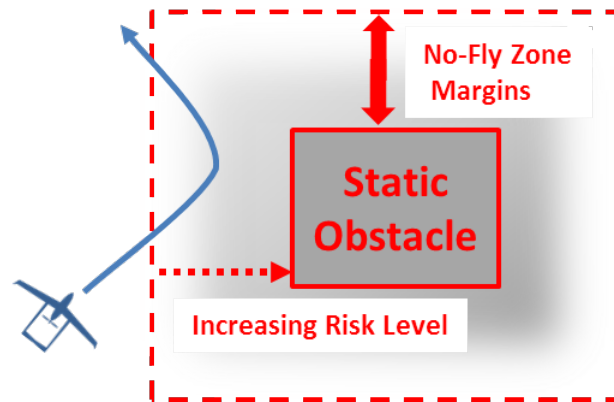 No-Fly Zone
Margins
Static
Obstacle
Increasing Risk Level